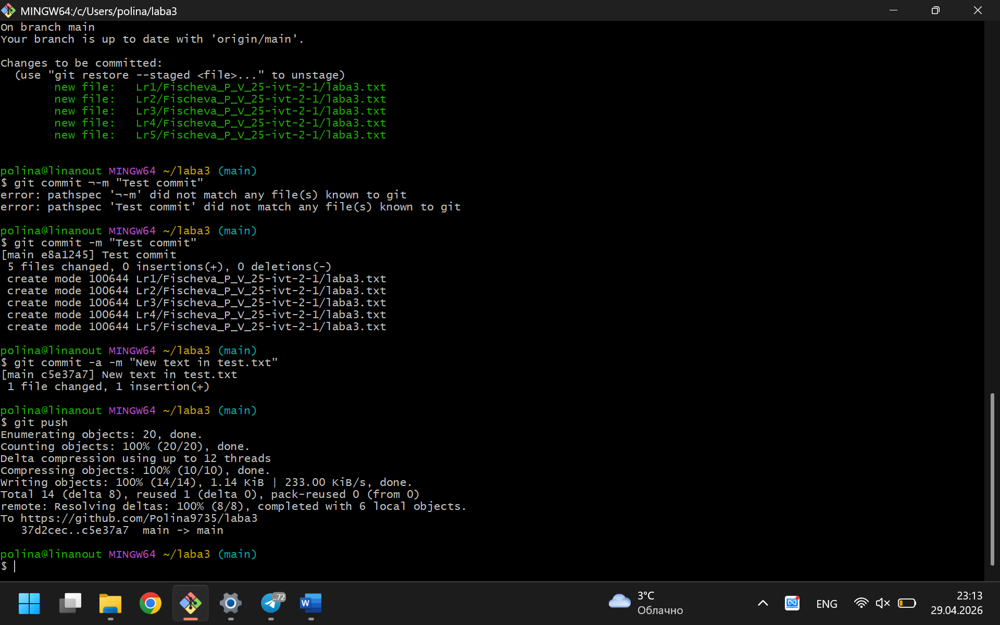 MINGW64:/c/Users/polina/laba3
On branch main
Your branch is up to date with 'origin/main'.
Changes to be committed:
  (use "git restore --staged <file>..." to unstage)
        new file:   Lr1/Fischeva_P_V_25-ivt-2-1/laba3.txt
        new file:   Lr2/Fischeva_P_V_25-ivt-2-1/laba3.txt
        new file:   Lr3/Fischeva_P_V_25-ivt-2-1/laba3.txt
        new file:   Lr4/Fischeva_P_V_25-ivt-2-1/laba3.txt
        new file:   Lr5/Fischeva_P_V_25-ivt-2-1/laba3.txt
polina@linanout MINGW64 ~/laba3 (main)
$ git commit ¬-m "Test commit"
error: pathspec '¬-m' did not match any file(s) known to git
error: pathspec 'Test commit' did not match any file(s) known to git
polina@linanout MINGW64 ~/laba3 (main)
$ git commit -m "Test commit"
[main e8a1245] Test commit
 5 files changed, 0 insertions(+), 0 deletions(-)
 create mode 100644 Lr1/Fischeva_P_V_25-ivt-2-1/laba3.txt
 create mode 100644 Lr2/Fischeva_P_V_25-ivt-2-1/laba3.txt
 create mode 100644 Lr3/Fischeva_P_V_25-ivt-2-1/laba3.txt
 create mode 100644 Lr4/Fischeva_P_V_25-ivt-2-1/laba3.txt
 create mode 100644 Lr5/Fischeva_P_V_25-ivt-2-1/laba3.txt
polina@linanout MINGW64 ~/laba3 (main)
$ git commit -a -m "New text in test.txt"
[main c5e37a7] New text in test.txt
 1 file changed, 1 insertion(+)
polina@linanout MINGW64 ~/laba3 (main)
$ git push
Enumerating objects: 20, done.
Counting objects: 100% (20/20), done.
Delta compression using up to 12 threads
Compressing objects: 100% (10/10), done.
Writing objects: 100% (14/14), 1.14 KiB | 233.00 KiB/s, done.
Total 14 (delta 8), reused 1 (delta 0), pack-reused 0 (from 0)
remote: Resolving deltas: 100% (8/8), completed with 6 local objects.
To https://github.com/Polina9735/laba3
   37d2cec..c5e37a7  main -> main
polina@linanout MINGW64 ~/laba3 (main)
$
..72
W
3°C
Облачно
ENG
23:13
29.04.2026